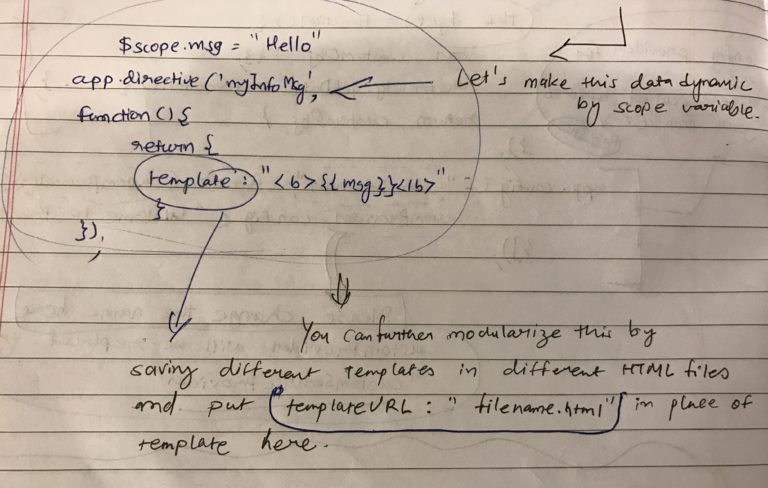 $scope.msg = "Hello"
app.directive('myInfoMsg',
Let's make this data dynamic
by scope variable.
function () {
return {
template : "<b>{{msg}}</b>"
}
});
You can further modularize this by
saving different templates in different HTML files
and put "templateURL : " filename.html" in place of
template here.